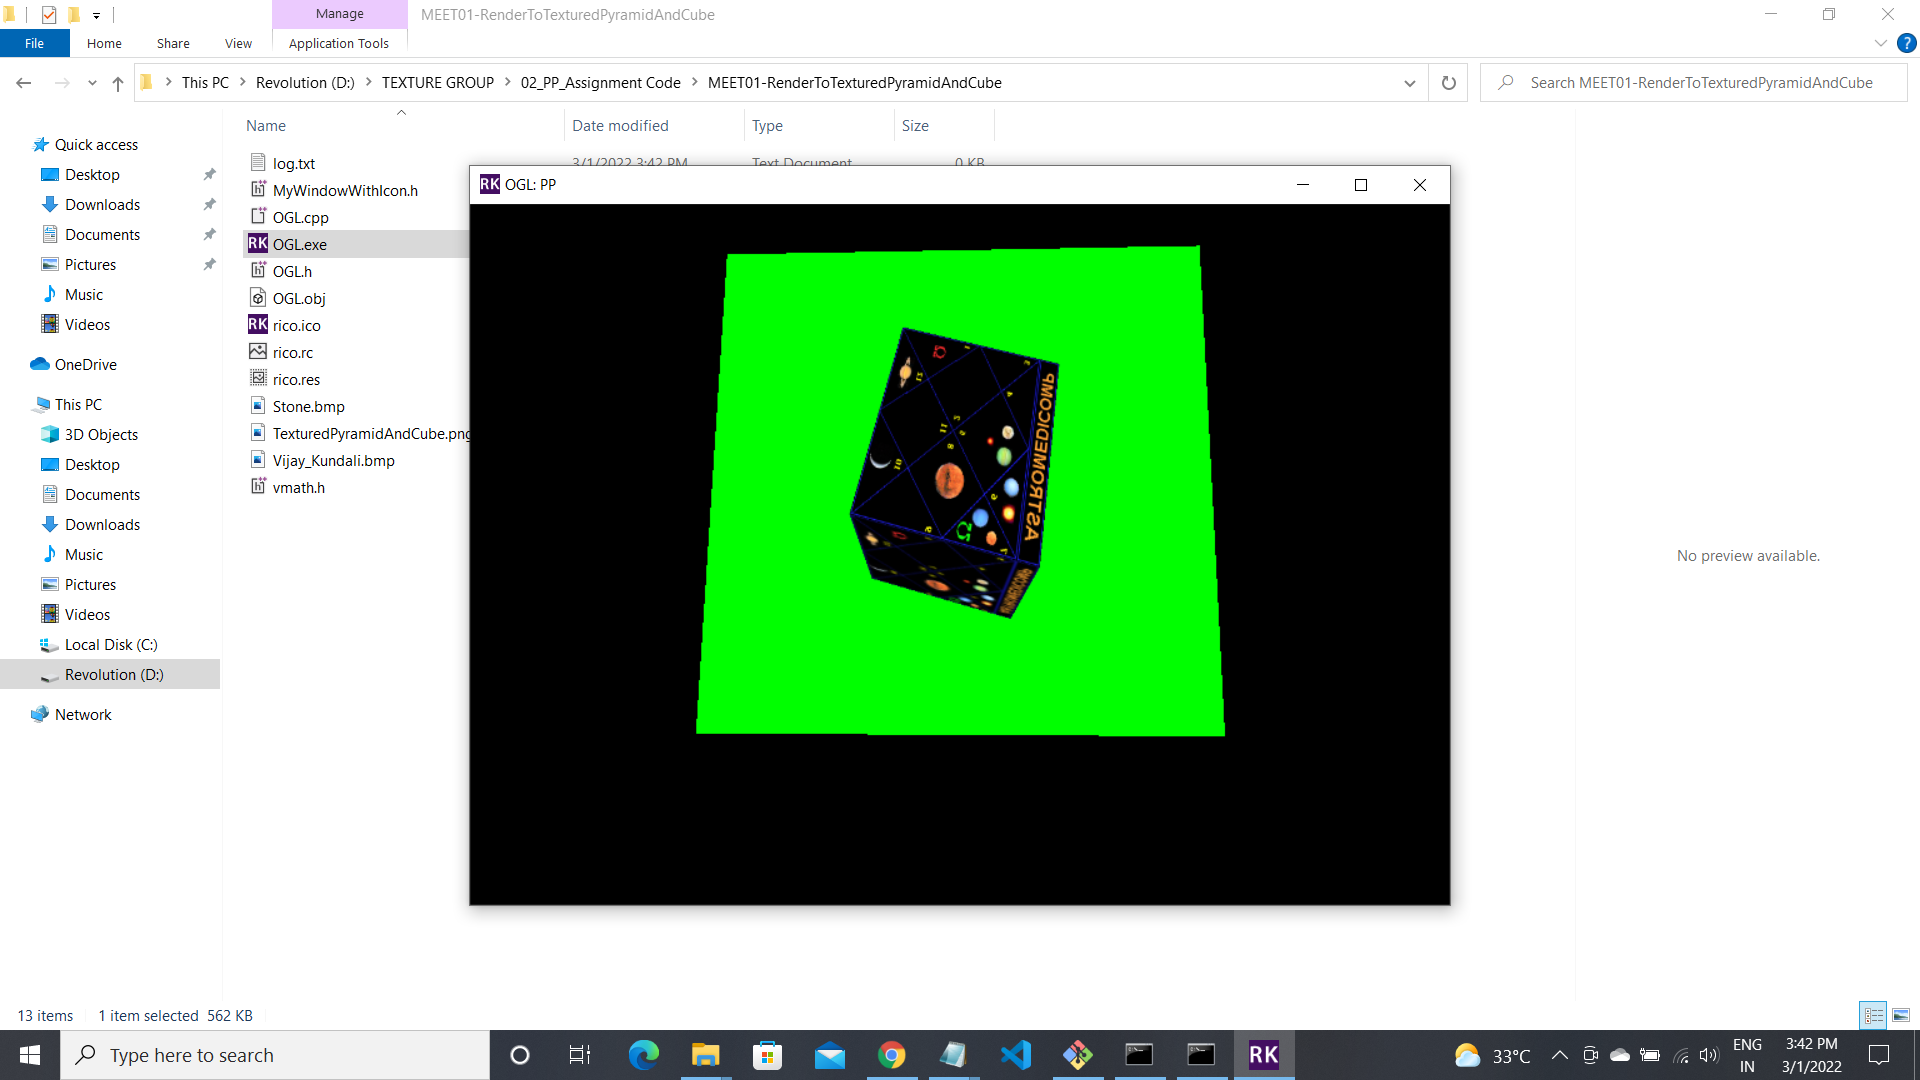 Manage
MEET01-RenderToTexturedPyramidAndCube
File
Home
Share
View
Application Tools
This PC
Revolution (D:)
TEXTURE GROUP
02_PP_Assignment Code
MEET01-RenderToTexturedPyramidAndCube
Search MEET01-RenderToTexturedPyramidAndCube
Name
Date modified
Type
Size
Quick access
Desktop
Downloads
Documents
Pictures
Music
Videos
OneDrive
This PC
3D Objects
Desktop
Documents
Downloads
Music
Pictures
Videos
Local Disk (C:)
Revolution (D:)
Network
log.txt
3/1/2022 3:42 PM
Text Document
0 KB
MyWindowWithIcon.h
OGL.cpp
RK OGL.exe
OGL.h
OGL.obj
RK rico.ico
rico.rc
rico.res
Stone.bmp
TexturedPyramidAndCube.png
Vijay_Kundali.bmp
vmath.h
RK OGL: PP
ASTROMEDICOMP
No preview available.
13 items
1 item selected 562 KB
Type here to search
RK
33°C
ENG
IN
3:42 PM
3/1/2022